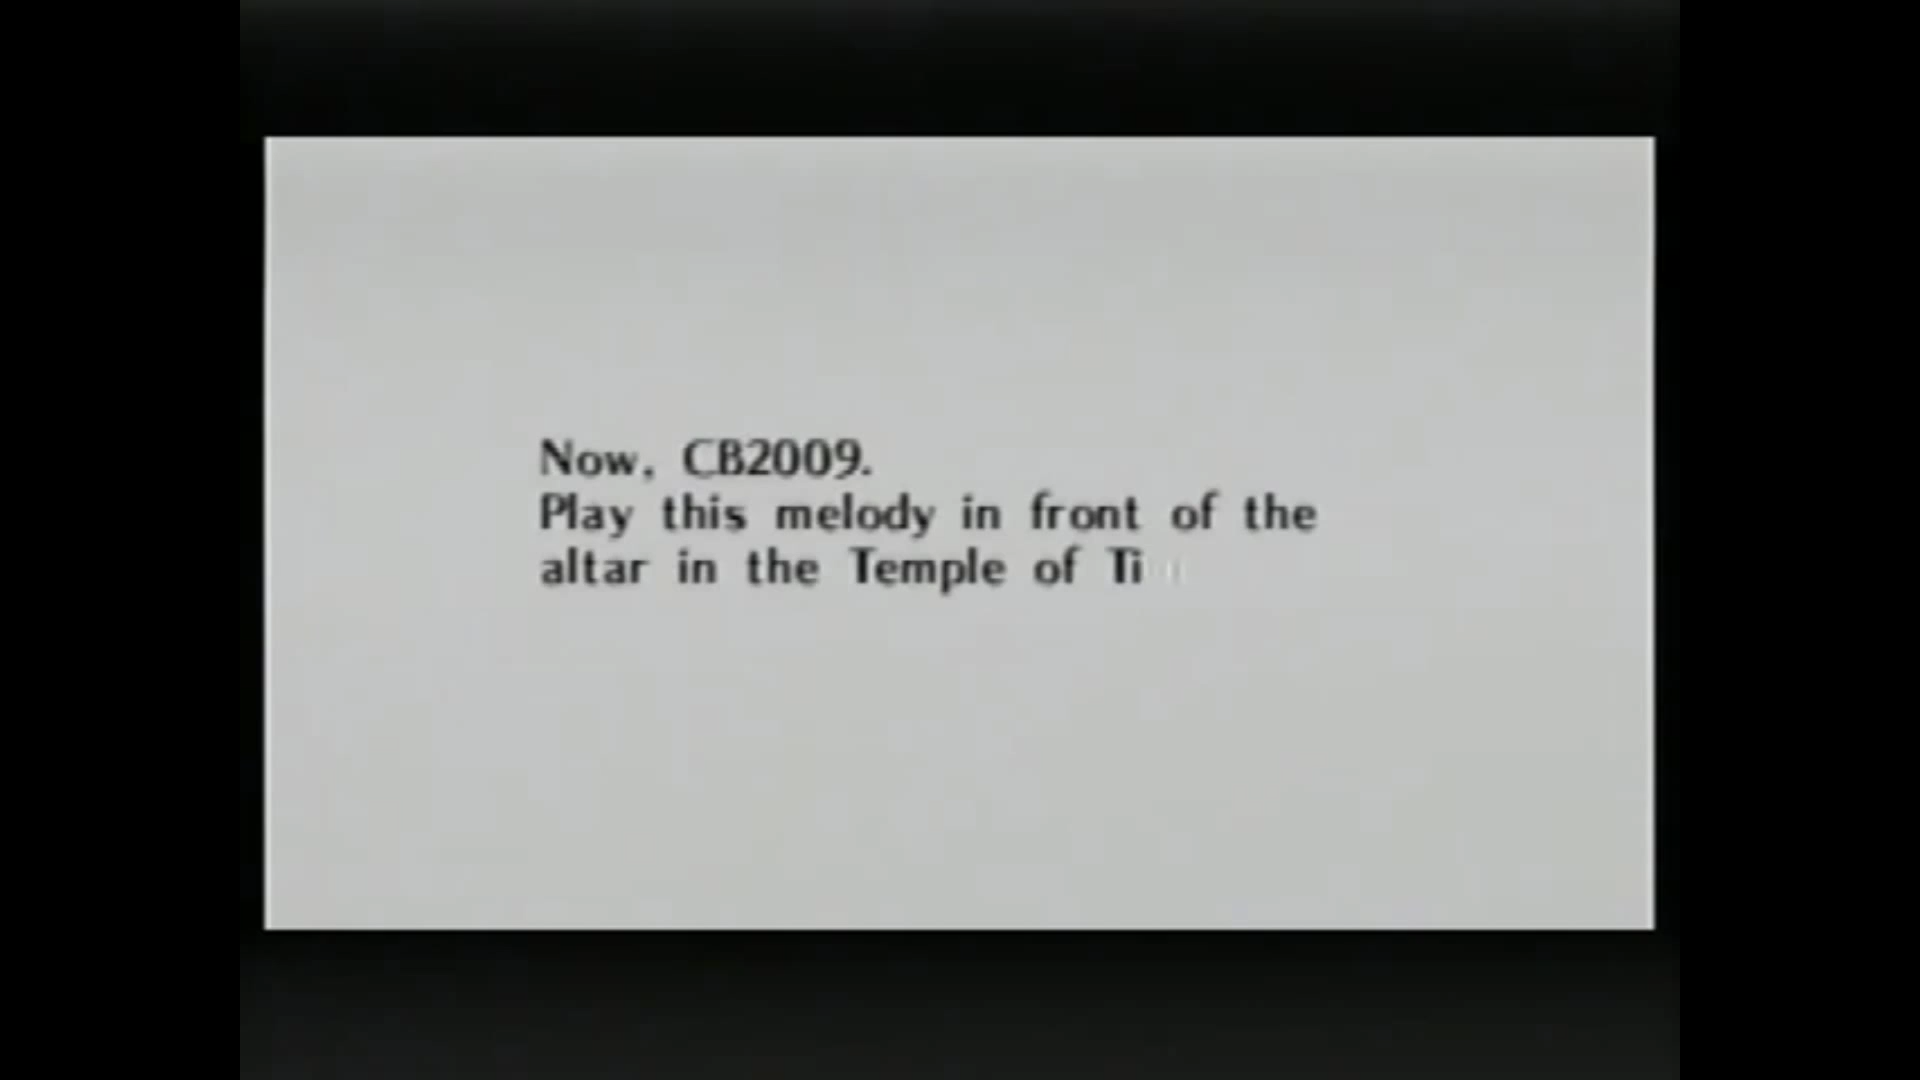 Now, CB2009.
Play this melody in front of the
altar in the Temple of Ti